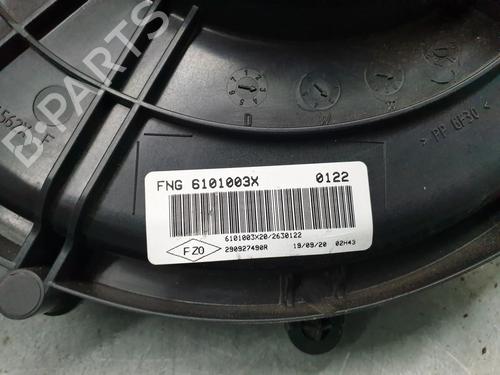 B-PARTS
D
> PP GF30 <
FNG 6101003X 0122
6101003X20/2630122
FZO
290927490R 19/09/20 02H43